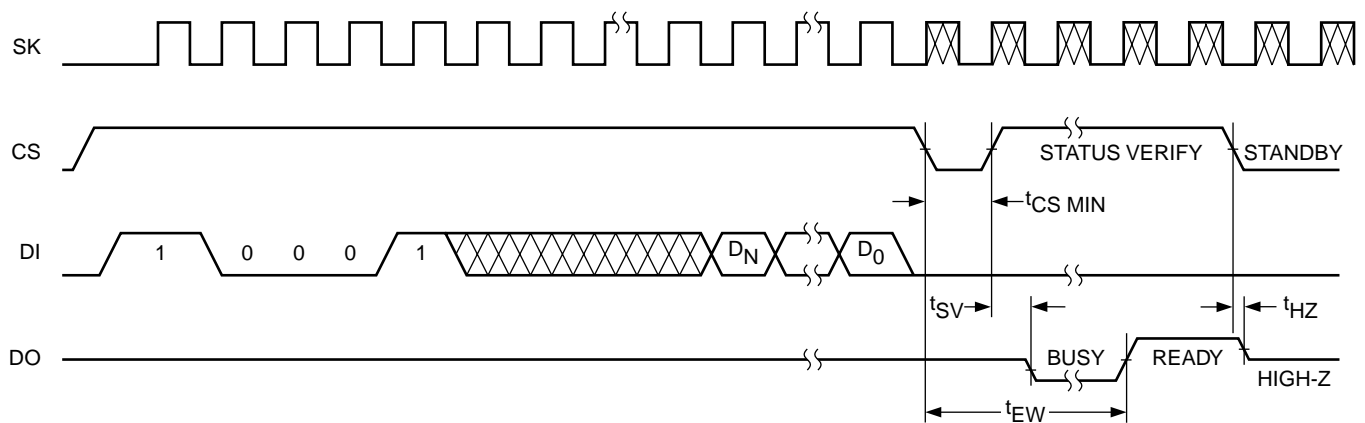 SK
CS
STATUS VERIFY
STANDBY
tCS MIN
DI
1
0
0
0
1
DN
D0
tSV
tHZ
DO
BUSY
READY
HIGH-Z
tEW